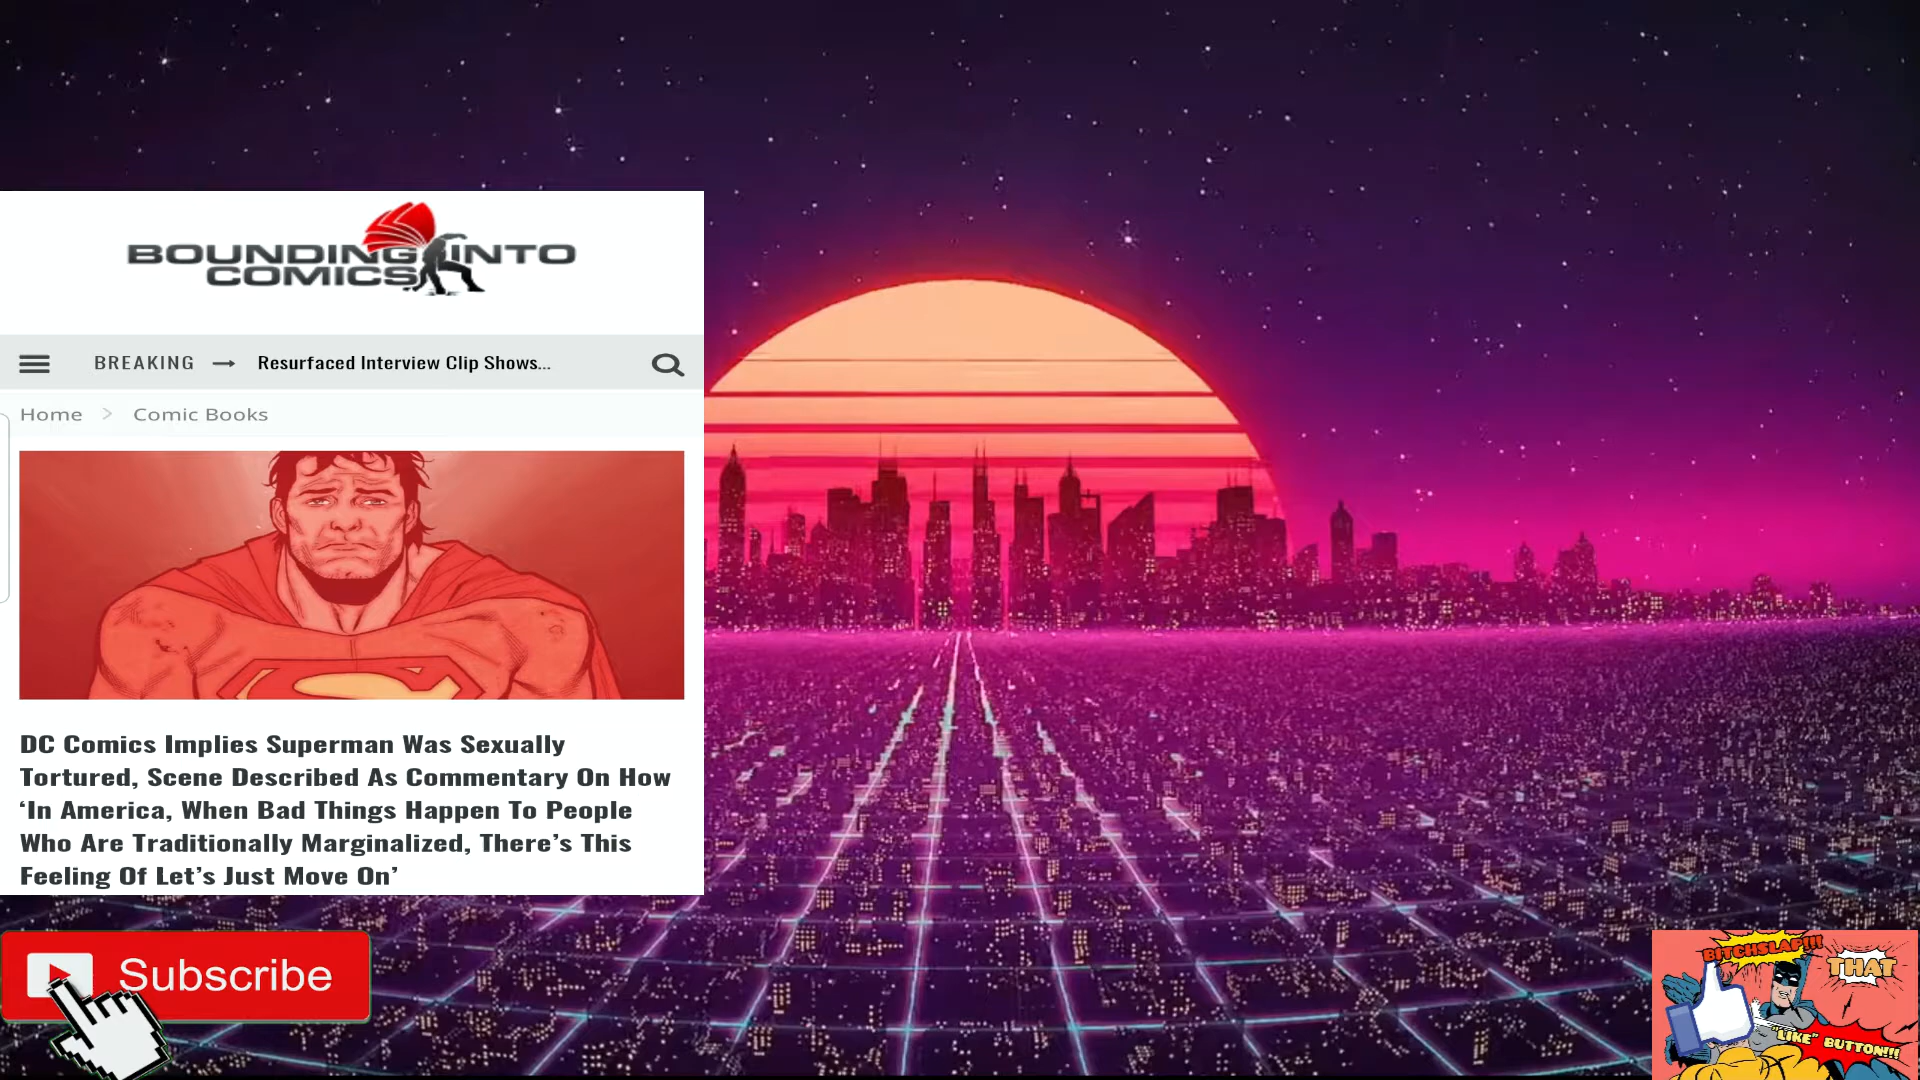 BOUNDING INTO
COMICS
BREAKING → Resurfaced Interview Clip Shows...
Home > Comic Books
DC Comics Implies Superman Was Sexually
Tortured, Scene Described As Commentary On How
‘In America, When Bad Things Happen To People
Who Are Traditionally Marginalized, There’s This
Feeling Of Let’s Just Move On’
Subscribe
BITCHSLAP!!!
THAT
"LIKE" BUTTON!!!